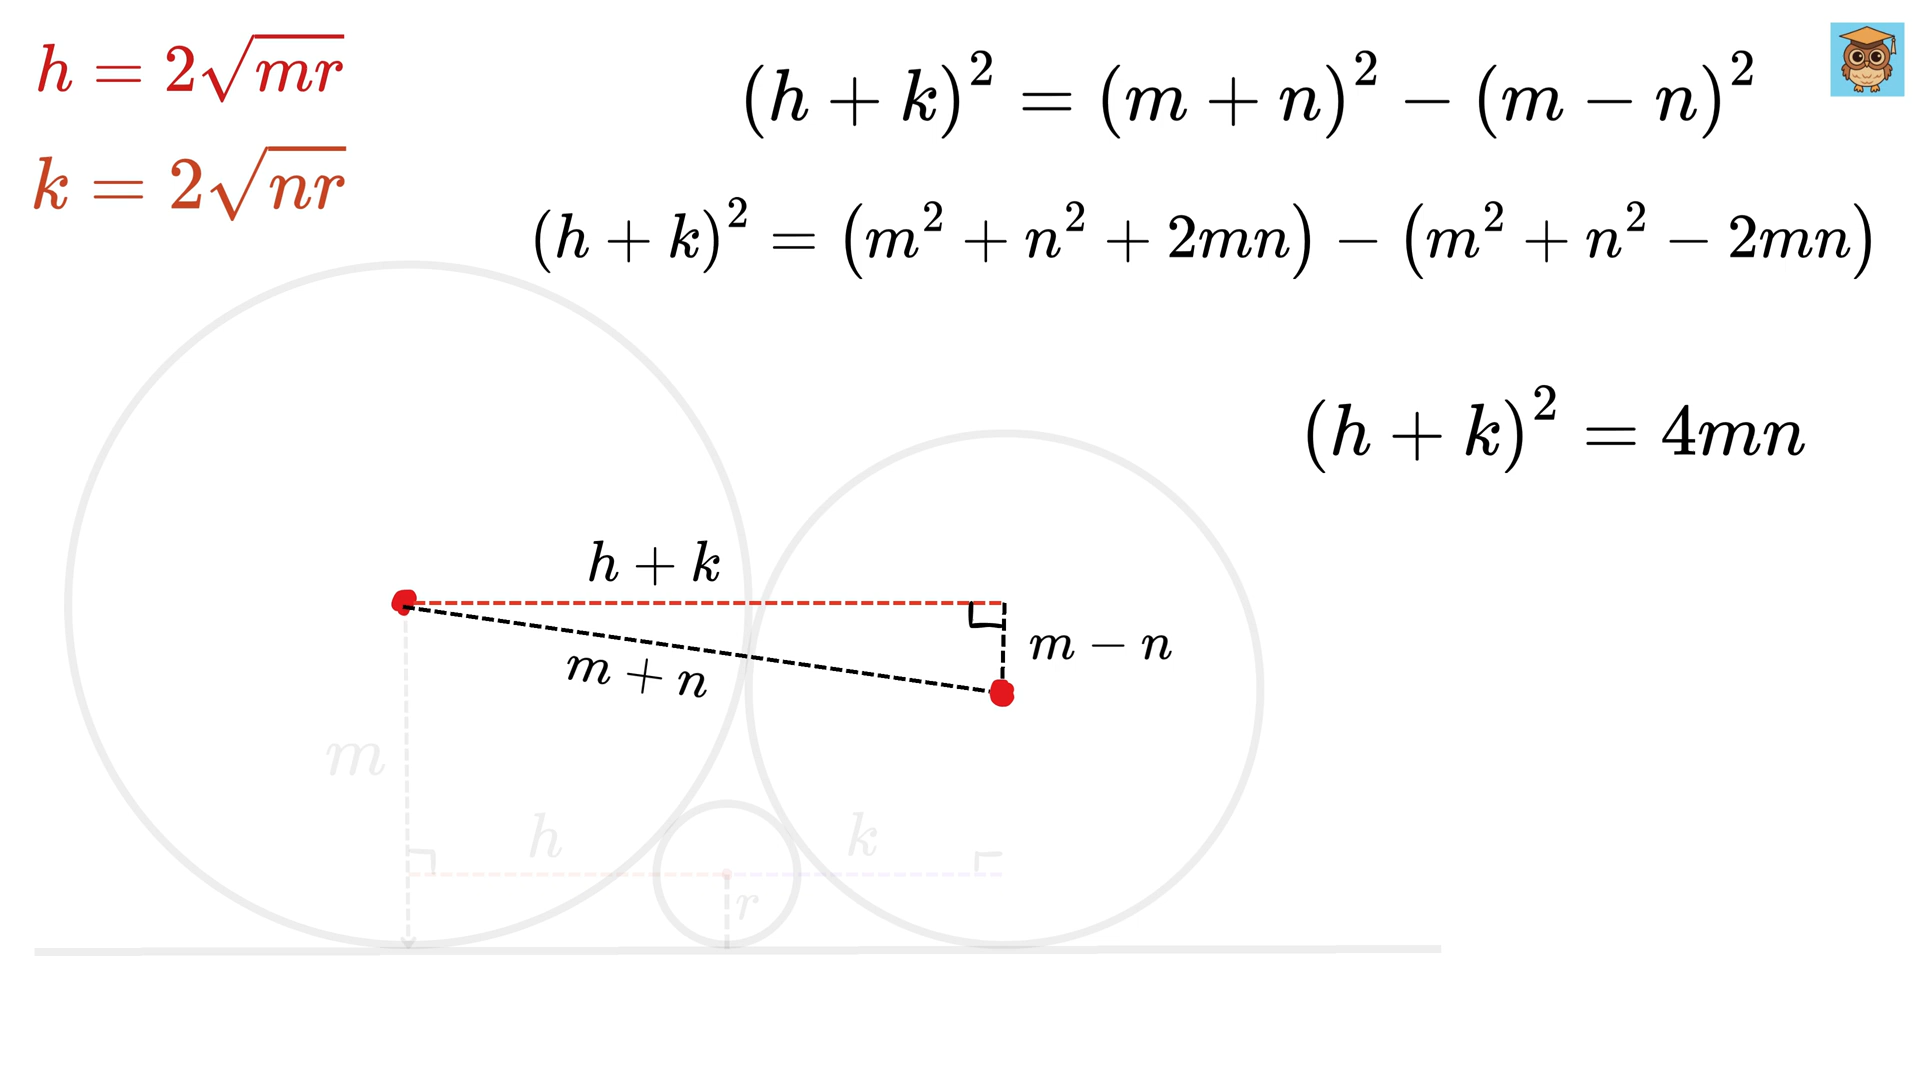 h = 2√mr
(h + k)² = (m + n)² − (m − n)²
k = 2√nr
(h + k)² = (m² + n² + 2mn) − (m² + n² − 2mn)
(h + k)² = 4mn
h + k
m − n
m + n
m
h
k
r